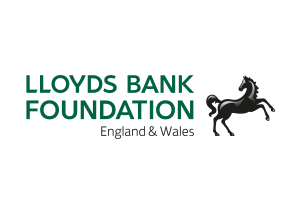 LLOYDS BANK
FOUNDATION
England & Wales